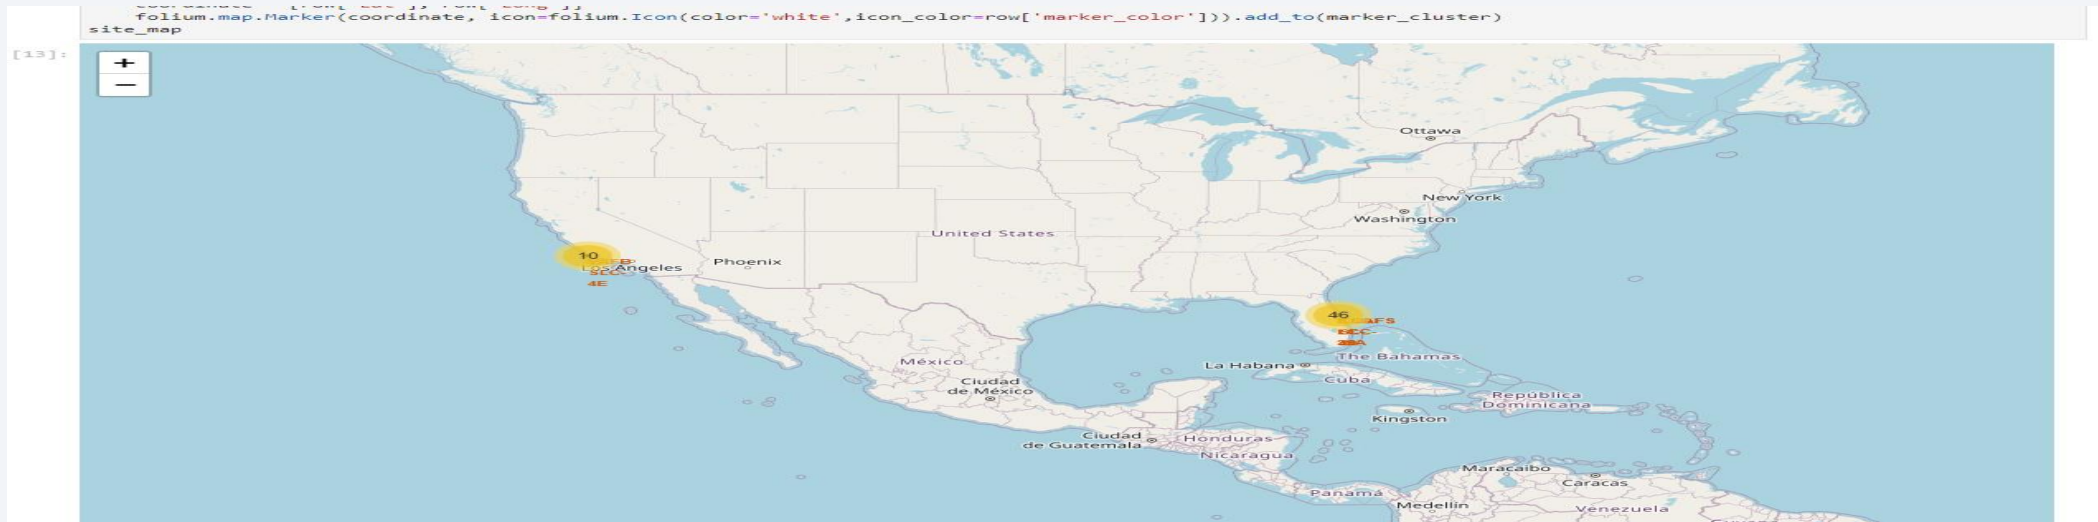 folium.map.Marker(coordinate, icon=folium.Icon(color='white',icon_color=row['marker_color'])).add_to(marker_cluster)
site_map
[13]:
+
−
Ottawa
New York
Washington
United States
10
Los Angeles
Phoenix
4E
46
The Bahamas
La Habana
México
Cuba
Ciudad
de México
República
Dominicana
Kingston
Ciudad
de Guatemala
Honduras
Nicaragua
Maracaibo
Caracas
Panamá
Medellín
Venezuela